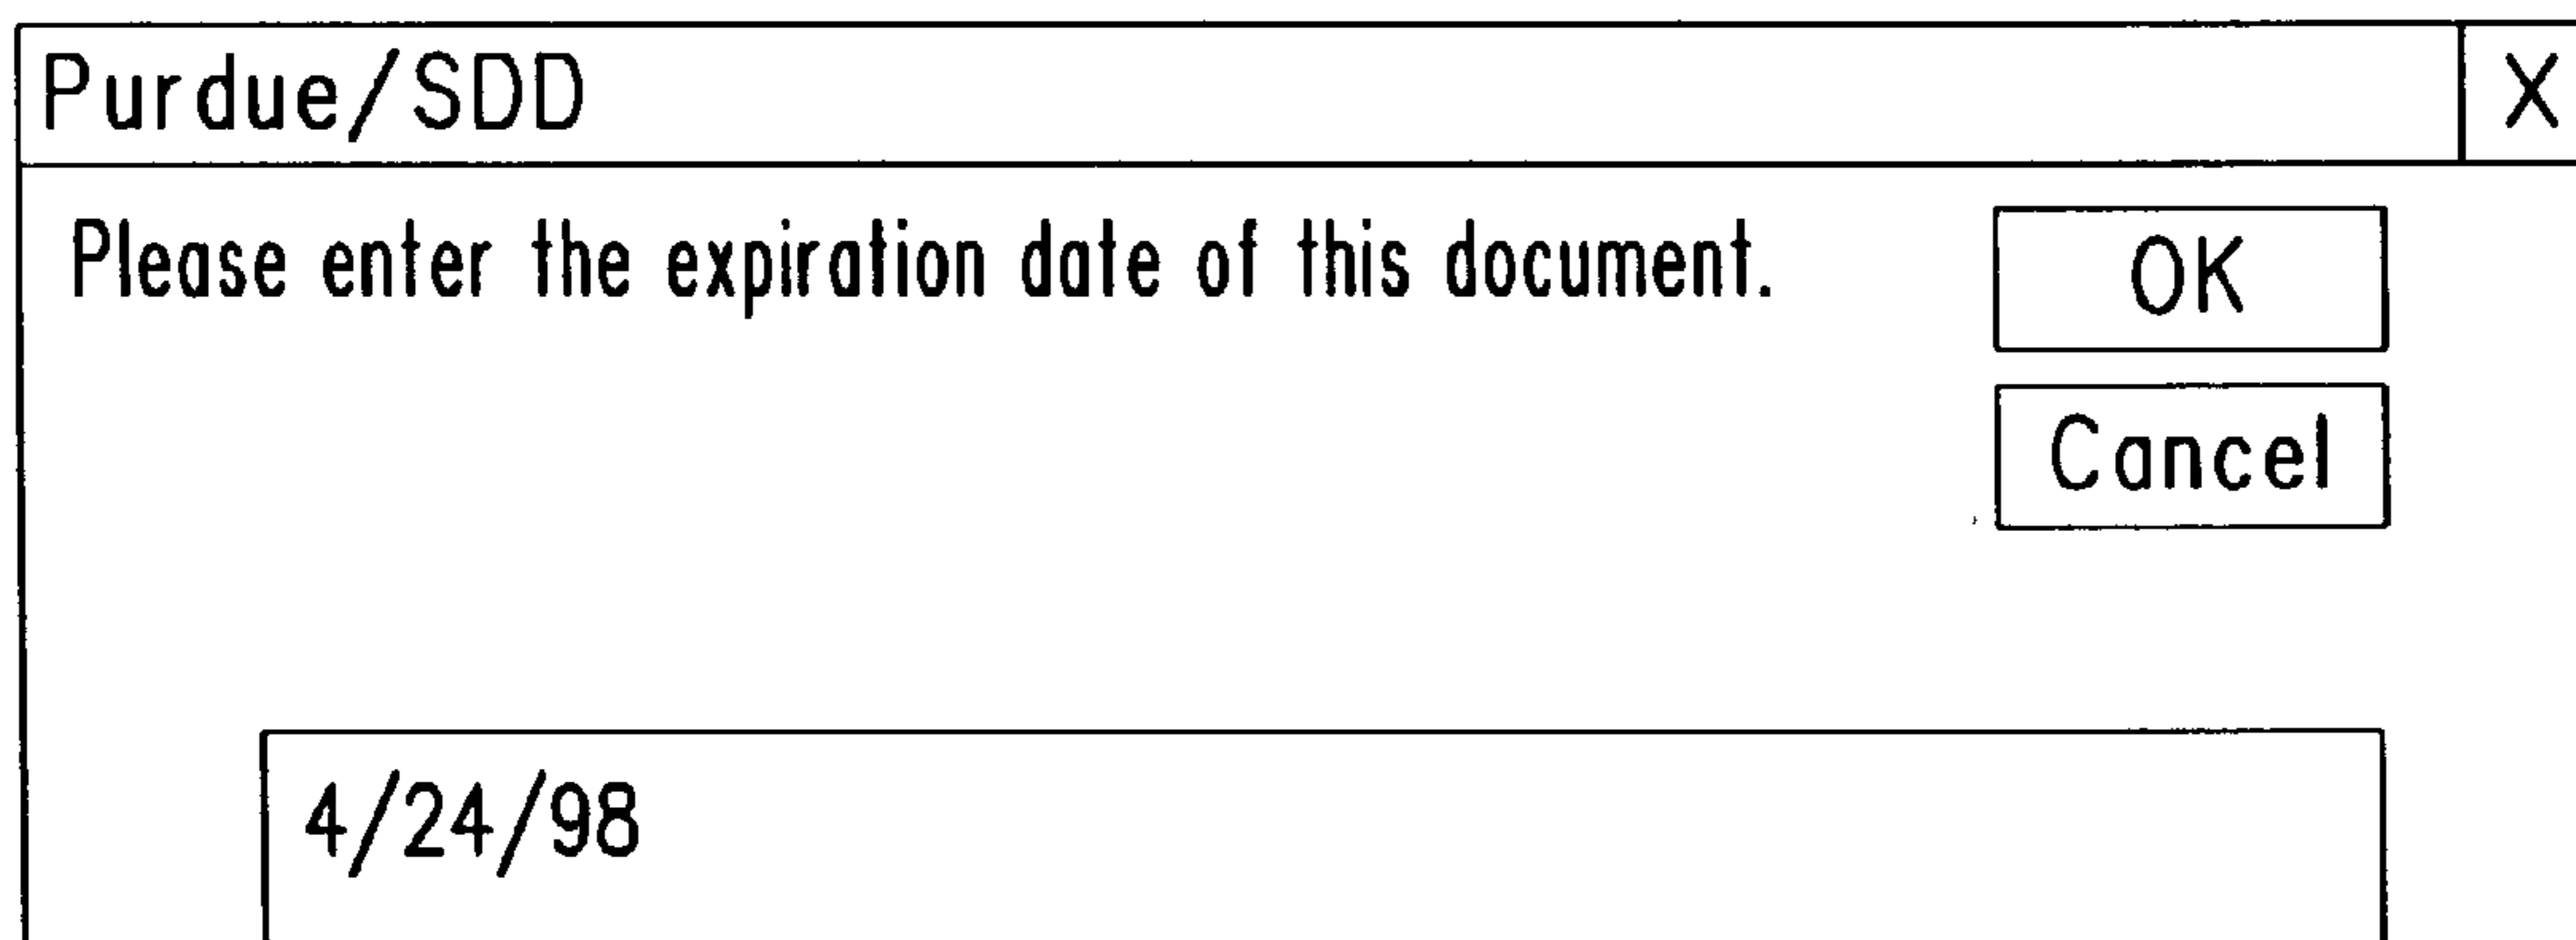 Purdue/SDD X
Please enter the expiration date of this document. OK
Cancel
4/24/98